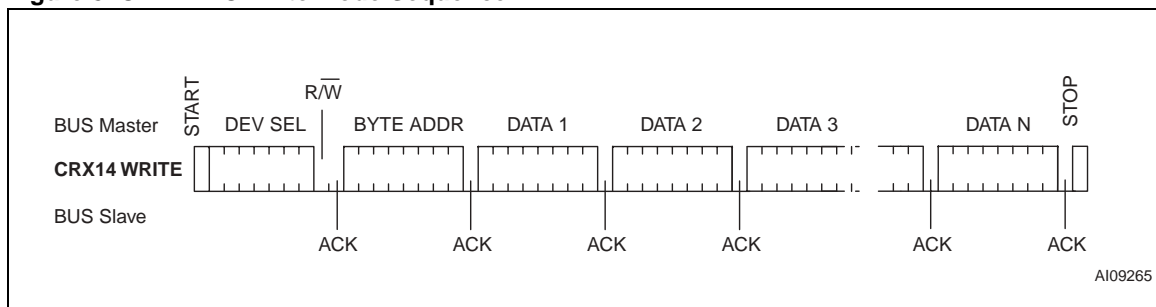 START
R/W
STOP
BUS Master DEV SEL BYTE ADDR DATA 1 DATA 2 DATA 3 DATA N
CRX14 WRITE
BUS Slave
ACK ACK ACK ACK ACK ACK
AI09265